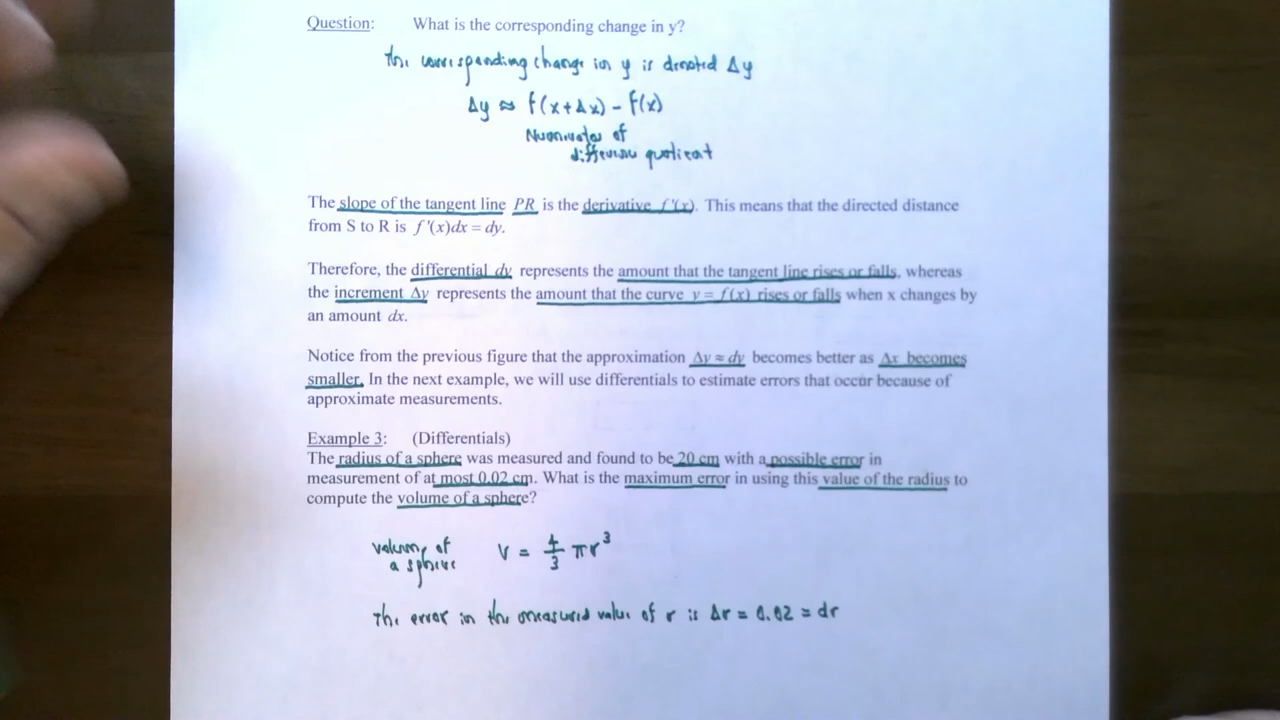 Question: What is the corresponding change in y?
the corresponding change in y is denoted Δy
Δy ≈ f(x+Δx) - f(x)
Numerator of
difference quotient
The slope of the tangent line PR is the derivative f'(x). This means that the directed distance
from S to R is f'(x)dx = dy.
Therefore, the differential dy represents the amount that the tangent line rises or falls, whereas
the increment Δy represents the amount that the curve y = f(x) rises or falls when x changes by
an amount dx.
Notice from the previous figure that the approximation Δy ≈ dy becomes better as Δx becomes
smaller. In the next example, we will use differentials to estimate errors that occur because of
approximate measurements.
Example 3: (Differentials)
The radius of a sphere was measured and found to be 20 cm with a possible error in
measurement of at most 0.02 cm. What is the maximum error in using this value of the radius to
compute the volume of a sphere?
volume of
a sphere V = 4/3 πr³
The error in the measured value of r is Δr = 0.02 = dr